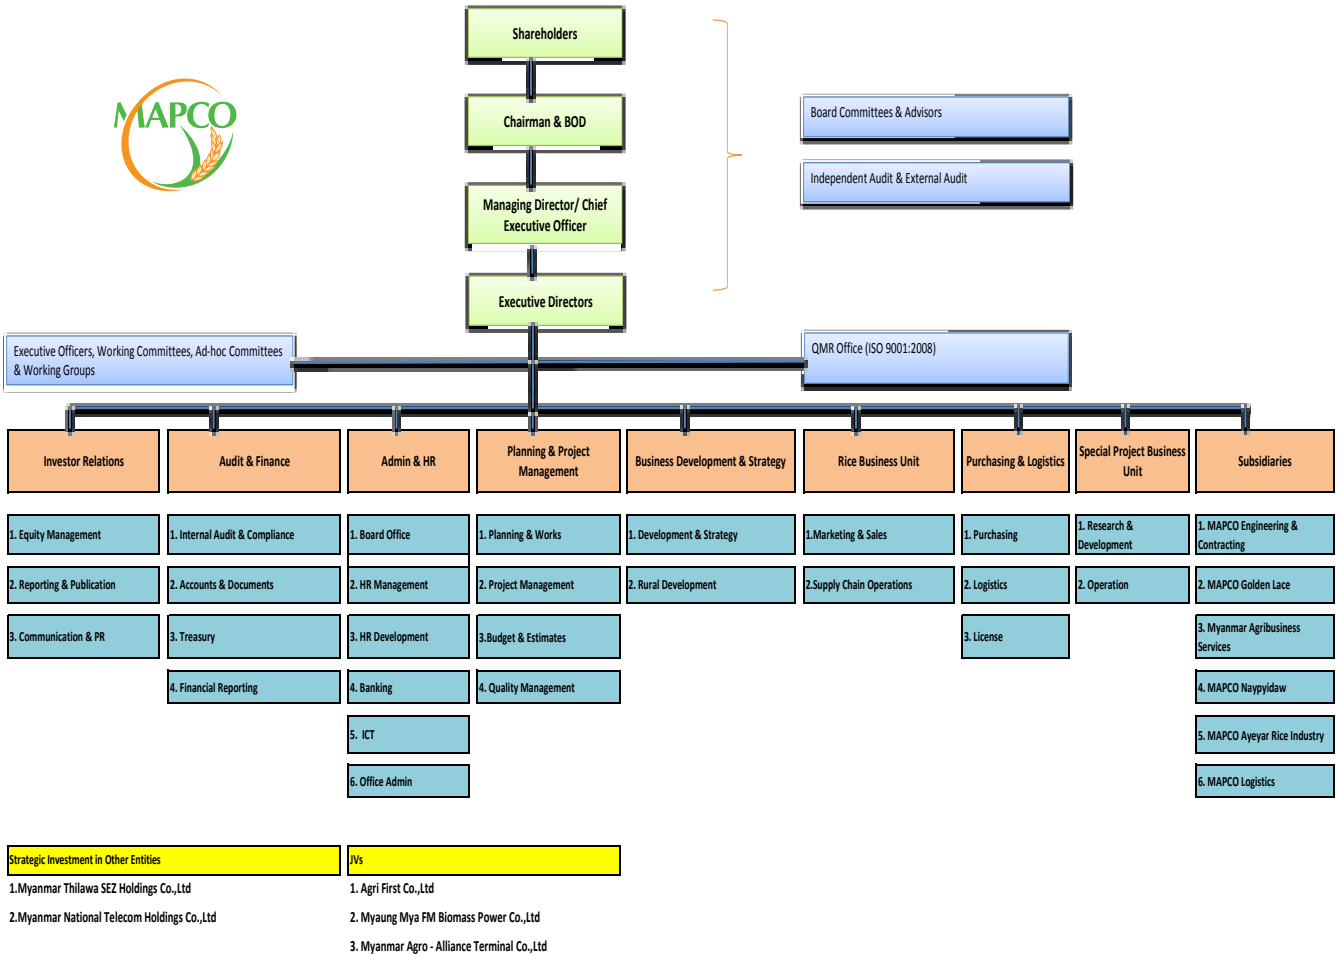 Shareholders
MAPCO
Board Committees & Advisors
Chairman & BOD
Independent Audit & External Audit
Managing Director/ Chief
Executive Officer
Executive Directors
Executive Officers, Working Committees, Ad-hoc Committees
& Working Groups
QMR Office (ISO 9001:2008)
Investor Relations
Audit & Finance
Admin & HR
Planning & Project
Management
Business Development & Strategy
Rice Business Unit
Purchasing & Logistics
Special Project Business
Unit
Subsidiaries
1. Equity Management
1. Internal Audit & Compliance
1. Board Office
1. Planning & Works
1. Development & Strategy
1.Marketing & Sales
1. Purchasing
1. Research &
Development
1. MAPCO Engineering &
Contracting
2. Reporting & Publication
2. Accounts & Documents
2. HR Management
2. Project Management
2. Rural Development
2.Supply Chain Operations
2. Logistics
2. Operation
2. MAPCO Golden Lace
3. Communication & PR
3. Treasury
3. HR Development
3.Budget & Estimates
3. License
3. Myanmar Agribusiness
Services
4. Financial Reporting
4. Banking
4. Quality Management
4. MAPCO Naypyidaw
5. ICT
5. MAPCO Ayeyar Rice Industry
6. Office Admin
6. MAPCO Logistics
Strategic Investment in Other Entities
1.Myanmar Thilawa SEZ Holdings Co.,Ltd
2.Myanmar National Telecom Holdings Co.,Ltd
JVs
1. Agri First Co.,Ltd
2. Myaung Mya FM Biomass Power Co.,Ltd
3. Myanmar Agro - Alliance Terminal Co.,Ltd